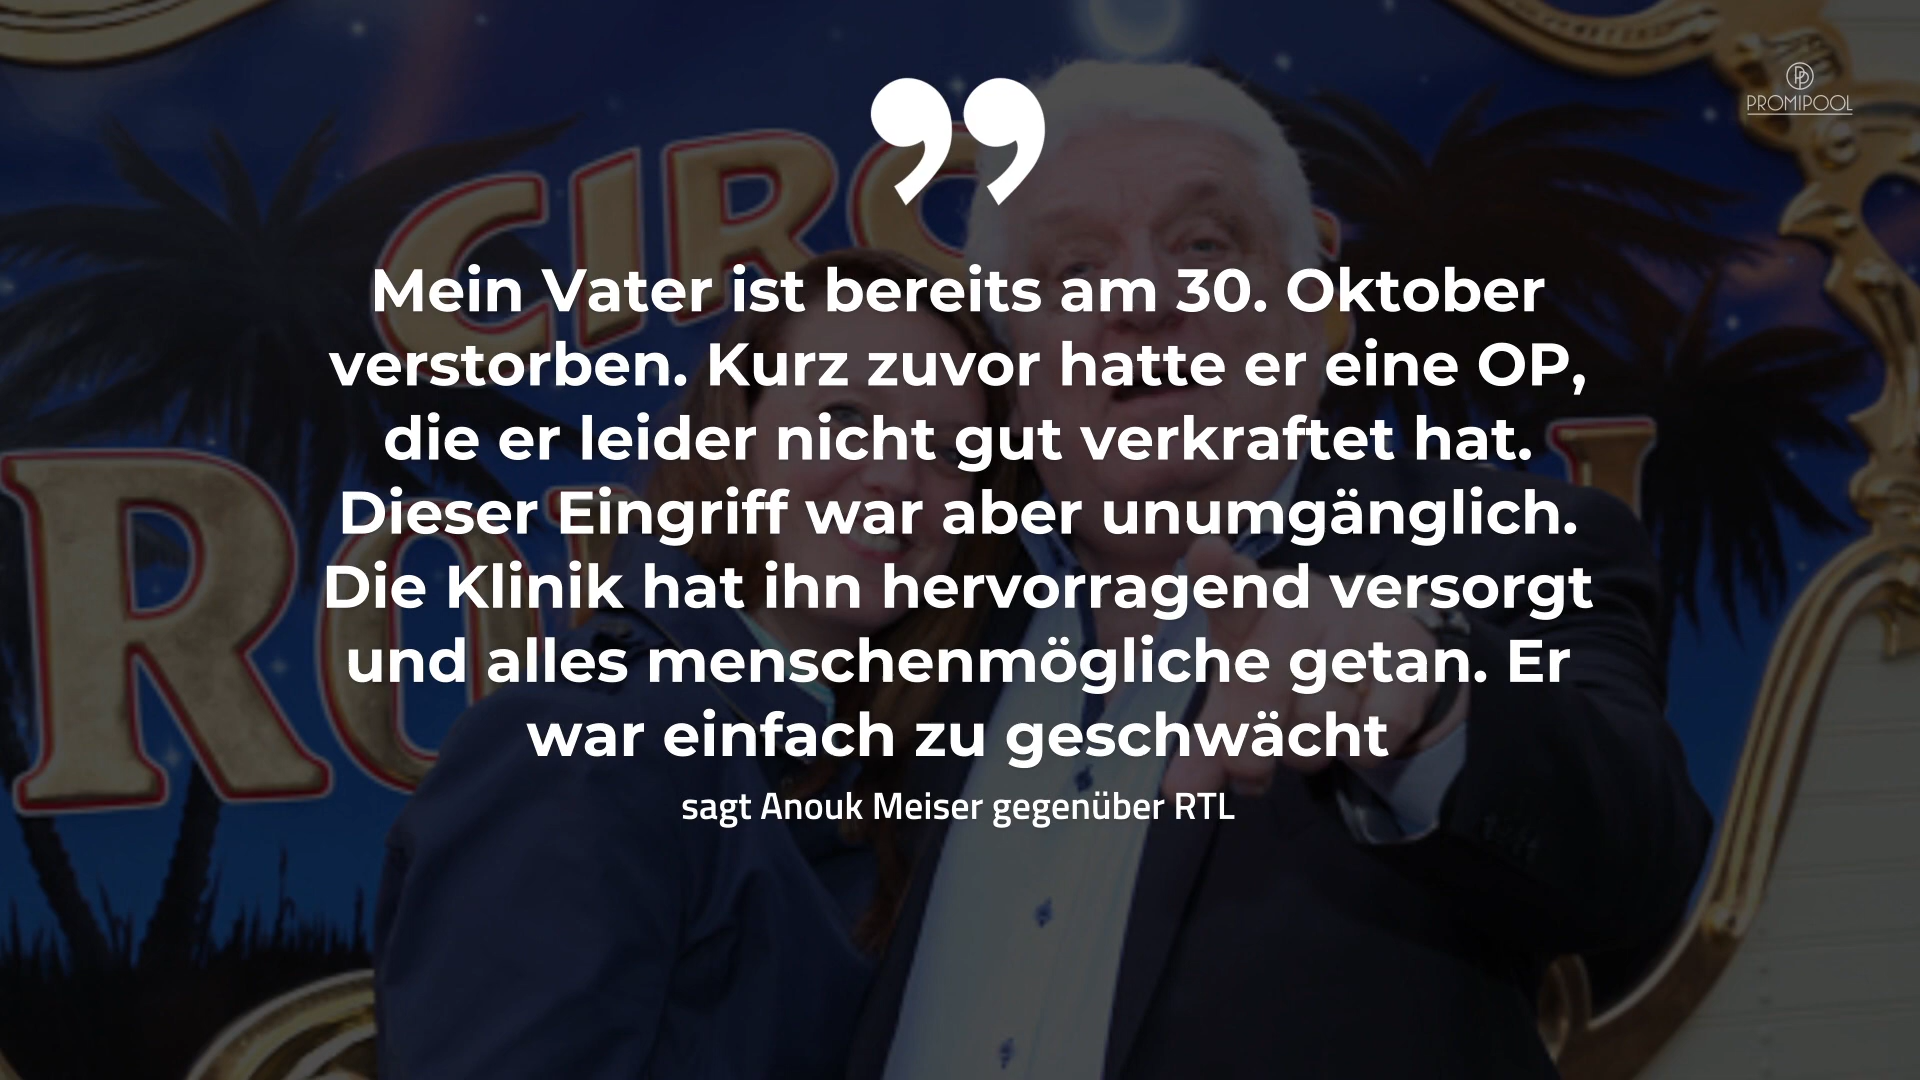 PROMIPOOL
CIRC
RO
Mein Vater ist bereits am 30. Oktober
verstorben. Kurz zuvor hatte er eine OP,
die er leider nicht gut verkraftet hat.
Dieser Eingriff war aber unumgänglich.
Die Klinik hat ihn hervorragend versorgt
und alles menschenmögliche getan. Er
war einfach zu geschwächt
sagt Anouk Meiser gegenüber RTL